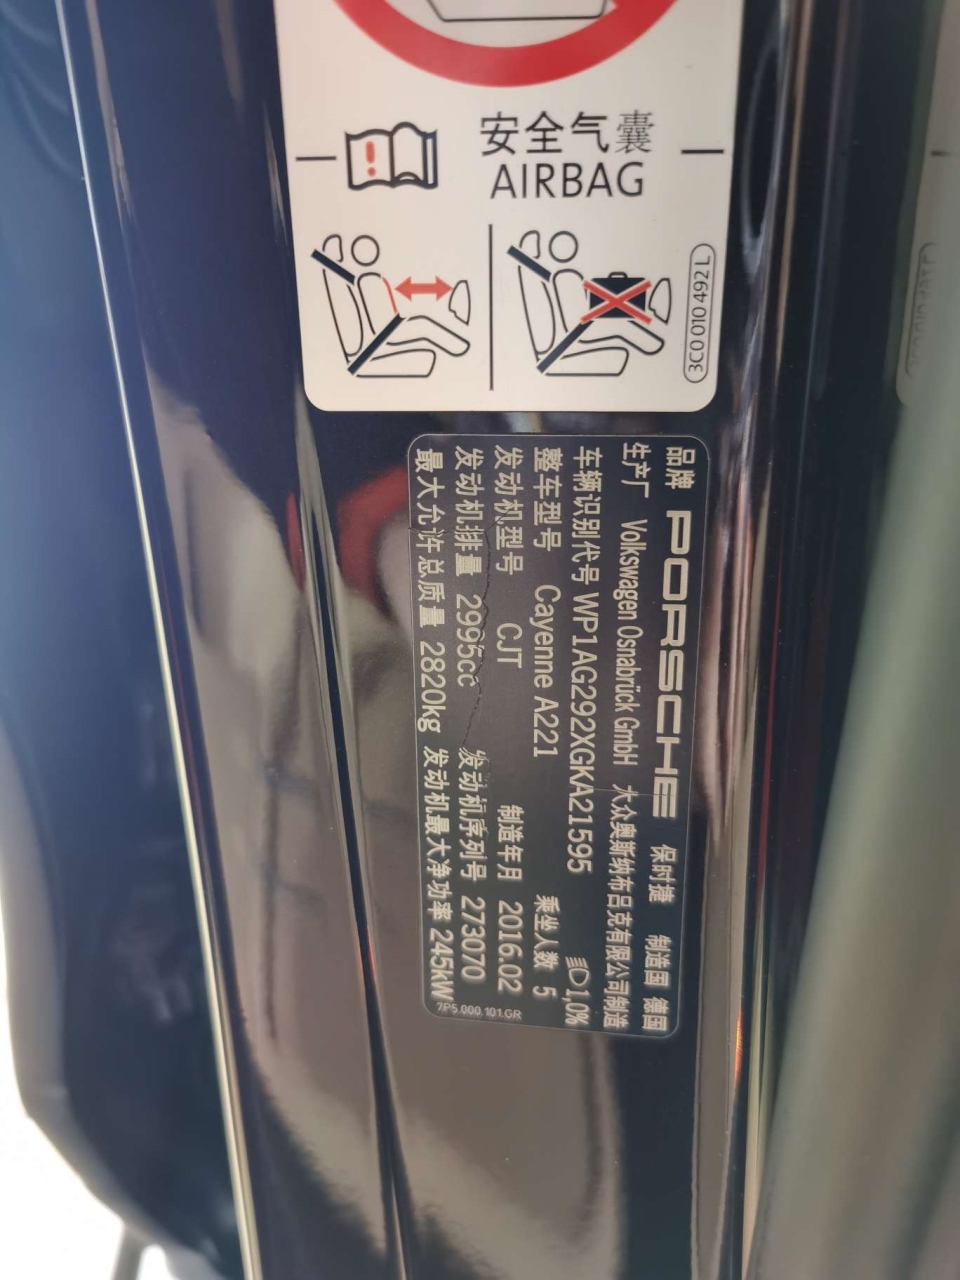 安全气囊
AIRBAG
3C0 010 492 L
品牌 PORSCHE 保时捷 制造国 德国
生产厂 Volkswagen Osnabrück GmbH 大众奥斯纳布吕克有限公司制造
车辆识别代号 WP1AG292XGKA21595 1,0%
整车型号 Cayenne A221 乘坐人数 5
发动机型号 CJT 制造年月 2016.02
发动机排量 2995cc 发动机序列号 273070
最大允许总质量 2820kg 发动机最大净功率 245kW
7P5.000.101.GR